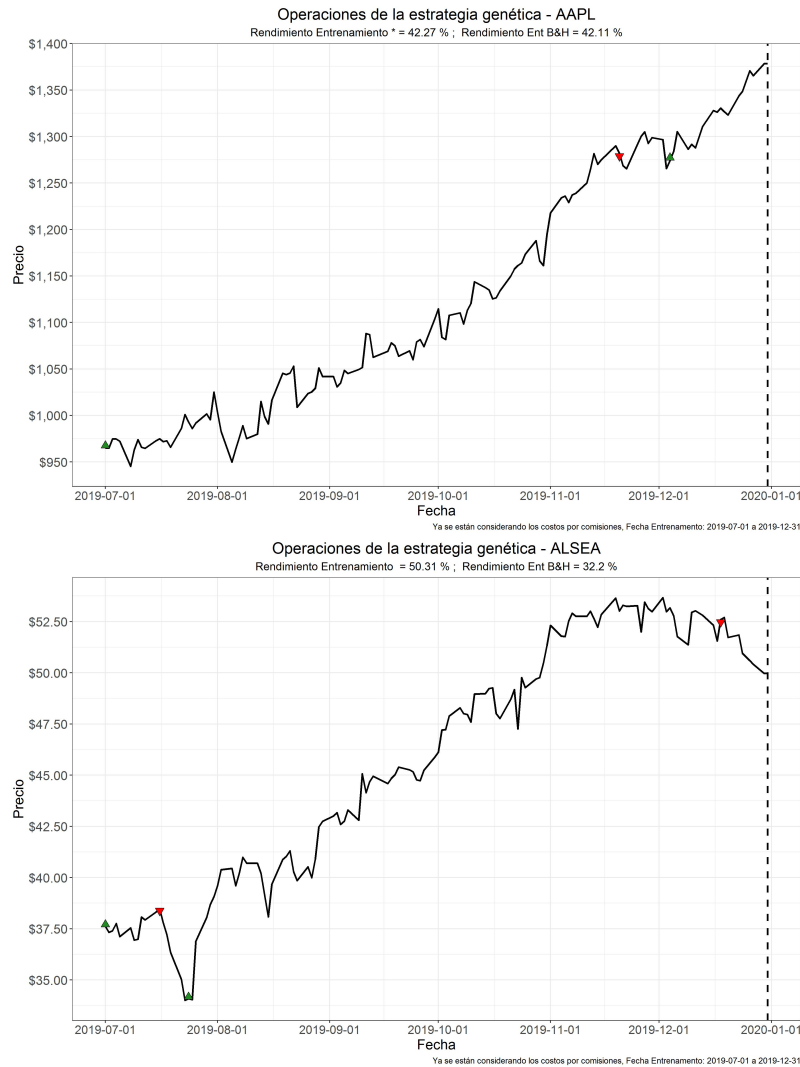 Operaciones de la estrategia genética - AAPL
Rendimiento Entrenamiento * = 42.27 % ; Rendimiento Ent B&H = 42.11 %
$1,400
$1,350
$1,300
$1,250
$1,200
$1,150
$1,100
$1,050
$1,000
$950
Precio
2019-07-01 2019-08-01 2019-09-01 2019-10-01 2019-11-01 2019-12-01 2020-01-01
Fecha
Ya se están considerando los costos por comisiones, Fecha Entrenamento: 2019-07-01 a 2019-12-31
Operaciones de la estrategia genética - ALSEA
Rendimiento Entrenamiento = 50.31 % ; Rendimiento Ent B&H = 32.2 %
$52.50
$50.00
$47.50
$45.00
$42.50
$40.00
$37.50
$35.00
Precio
2019-07-01 2019-08-01 2019-09-01 2019-10-01 2019-11-01 2019-12-01 2020-01-01
Fecha
Ya se están considerando los costos por comisiones, Fecha Entrenamento: 2019-07-01 a 2019-12-31